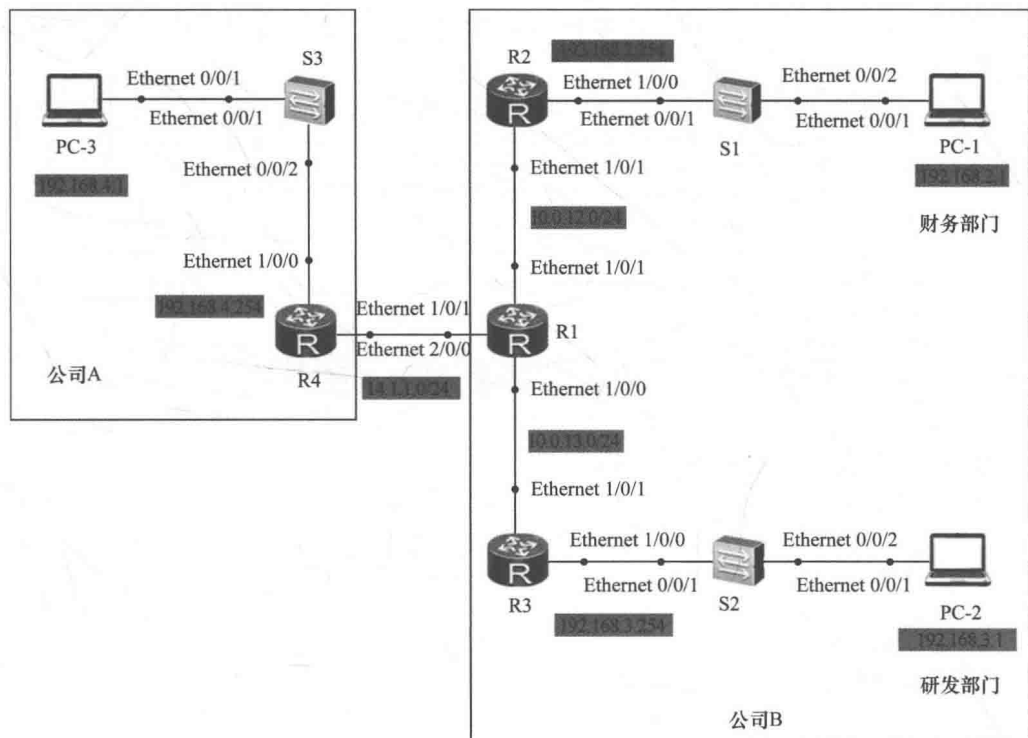 S3
Ethernet 0/0/1
Ethernet 0/0/1
PC-3
192.168.4.1
Ethernet 0/0/2
Ethernet 1/0/0
192.168.4.254
R4
公司A
Ethernet 1/0/1
Ethernet 2/0/0
14.1.1.0/24
R2
192.168.2.254
Ethernet 1/0/0
Ethernet 0/0/1
S1
Ethernet 0/0/2
Ethernet 0/0/1
PC-1
192.168.2.1
财务部门
Ethernet 1/0/1
10.0.12.0/24
Ethernet 1/0/1
R1
Ethernet 1/0/0
10.0.13.0/24
Ethernet 1/0/1
R3
Ethernet 1/0/0
Ethernet 0/0/1
192.168.3.254
S2
Ethernet 0/0/2
Ethernet 0/0/1
PC-2
192.168.3.1
研发部门
公司B
R
R
R
R